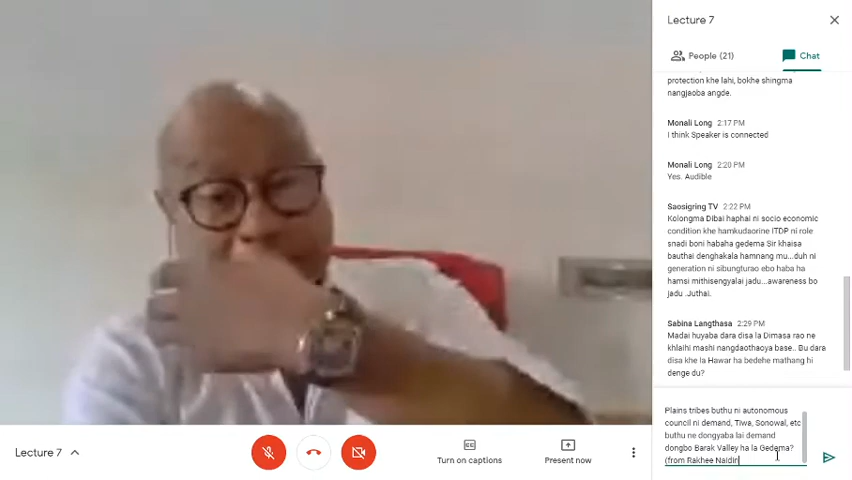 Lecture 7
People (21)
Chat
protection khe lahi, bokhe shingma
nangjaoba angde.
Monali Long 2:17 PM
I think Speaker is connected
Monali Long 2:20 PM
Yes. Audible
Saosigring TV 2:22 PM
Kolongma Dibai haphai ni socio economic
condition khe hamkudaorine ITDP ni role
snadi boni habaha gedema Sir khaisa
bauthai denghakala hamnang mu...duh ni
generation ni sibungturao ebo haba ha
hamsi mithisengyalai jadu...awareness bo
jadu .Juthai.
Sabina Langthasa 2:29 PM
Madai huyaba dara disa la Dimasa rao ne
khlaihi mashi nangdaothaoya base.. Bu dara
disa khe la Hawar ha bedehe mathang hi
denge du?
Plains tribes buthu ni autonomous
council ni demand, Tiwa, Sonowal, etc
buthu ne dongyaba lai demand
dongbo Barak Valley ha la Gedema?
(from Rakhee Naidin
Lecture 7
Turn on captions
Present now